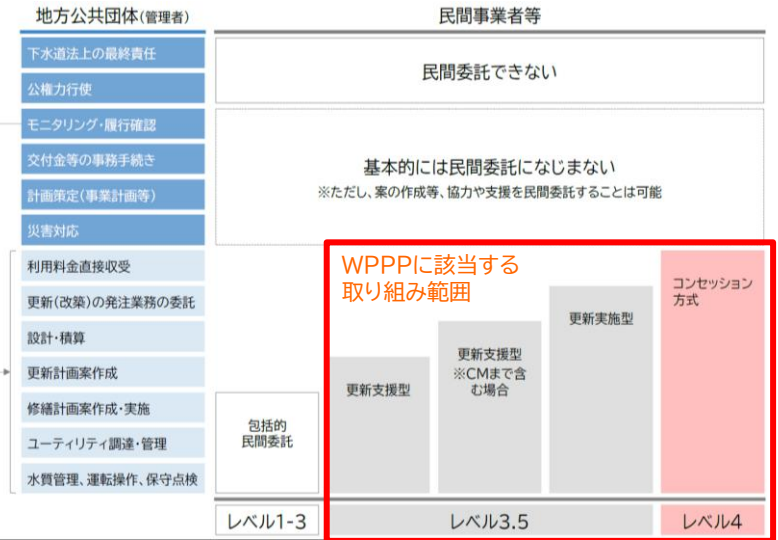 地方公共団体(管理者)
民間事業者等
下水道法上の最終責任
公権力行使
モニタリング・履行確認
交付金等の事務手続き
計画策定(事業計画等)
災害対応
利用料金直接収受
更新(改築)の発注業務の委託
設計・積算
更新計画案作成
修繕計画案作成・実施
ユーティリティ調達・管理
水質管理、運転操作、保守点検
民間委託できない
基本的には民間委託になじまない
※ただし、案の作成等、協力や支援を民間委託することは可能
WPPPに該当する
取り組み範囲
包括的
民間委託
更新支援型
更新支援型
※CMまで含
む場合
更新実施型
コンセッション
方式
レベル1-3
レベル3.5
レベル4